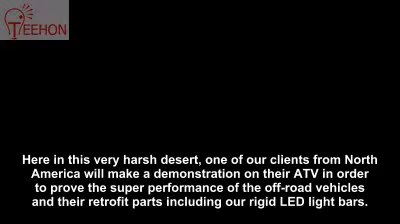 TEEHON
Here in this very harsh desert, one of our clients from North
America will make a demonstration on their ATV in order
to prove the super performance of the off-road vehicles
and their retrofit parts including our rigid LED light bars.